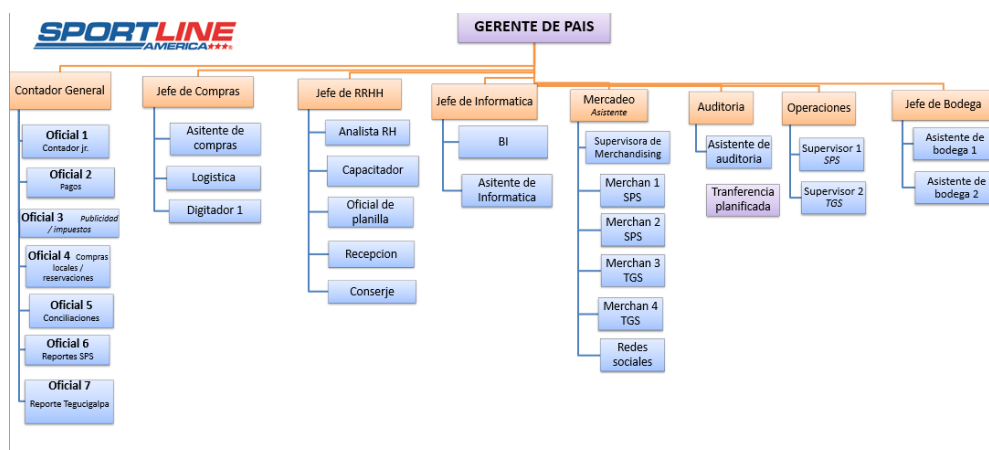 SPORTLINE
AMERICA
GERENTE DE PAIS
Contador General
Oficial 1
Contador jr.
Oficial 2
Pagos
Oficial 3 Publicidad
/ impuestos
Oficial 4 Compras
locales /
reservaciones
Oficial 5
Conciliaciones
Oficial 6
Reportes SPS
Oficial 7
Reporte Tegucigalpa
Jefe de Compras
Asitente de
compras
Logistica
Digitador 1
Jefe de RRHH
Analista RH
Capacitador
Oficial de
planilla
Recepcion
Conserje
Jefe de Informatica
BI
Asitente de
Informatica
Mercadeo
Asistente
Supervisora de
Merchandising
Merchan 1
SPS
Merchan 2
SPS
Merchan 3
TGS
Merchan 4
TGS
Redes
sociales
Auditoria
Asistente de
auditoria
Tranferencia
planificada
Operaciones
Supervisor 1
SPS
Supervisor 2
TGS
Jefe de Bodega
Asistente de
bodega 1
Asistente de
bodega 2